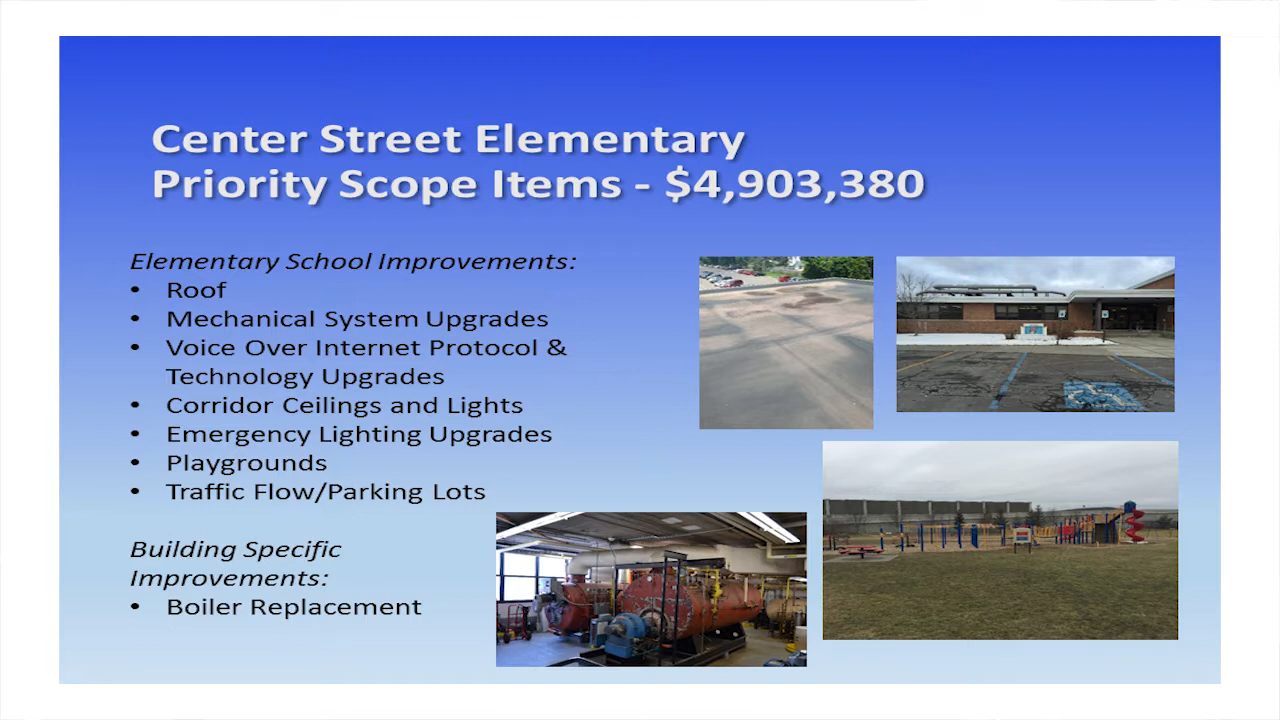 Center Street Elementary
Priority Scope Items - $4,903,380
Elementary School Improvements:
• Roof
• Mechanical System Upgrades
• Voice Over Internet Protocol &
Technology Upgrades
• Corridor Ceilings and Lights
• Emergency Lighting Upgrades
• Playgrounds
• Traffic Flow/Parking Lots
Building Specific
Improvements:
• Boiler Replacement